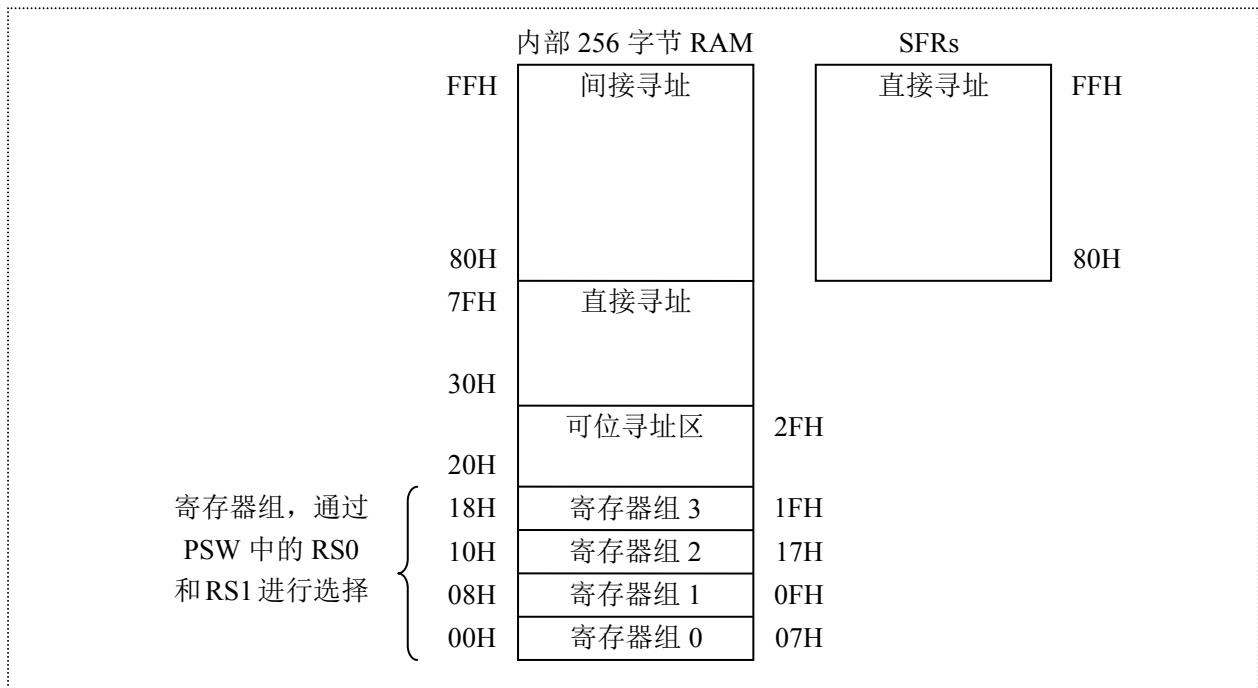 内部 256 字节 RAM SFRs
FFH 间接寻址 直接寻址 FFH
80H 80H
7FH 直接寻址
30H
可位寻址区 2FH
20H
寄存器组，通过 18H 寄存器组 3 1FH
PSW 中的 RS0 10H 寄存器组 2 17H
和 RS1 进行选择 08H 寄存器组 1 0FH
00H 寄存器组 0 07H